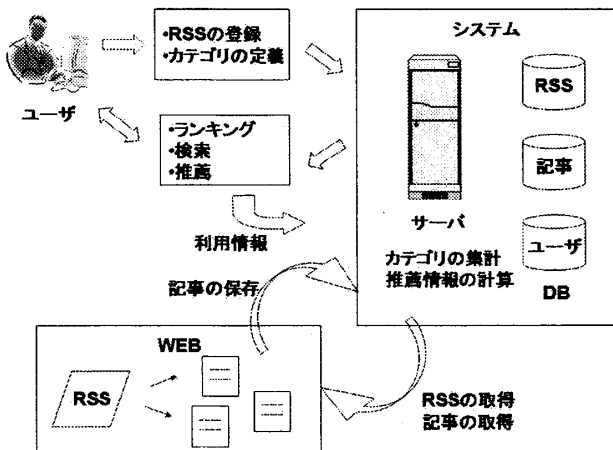 ・RSSの登録
・カテゴリの定義
ユーザ
・ランキング
・検索
・推薦
利用情報
システム
RSS
記事
ユーザ
DB
サーバ
カテゴリの集計
推薦情報の計算
記事の保存
WEB
RSS
RSSの取得
記事の取得